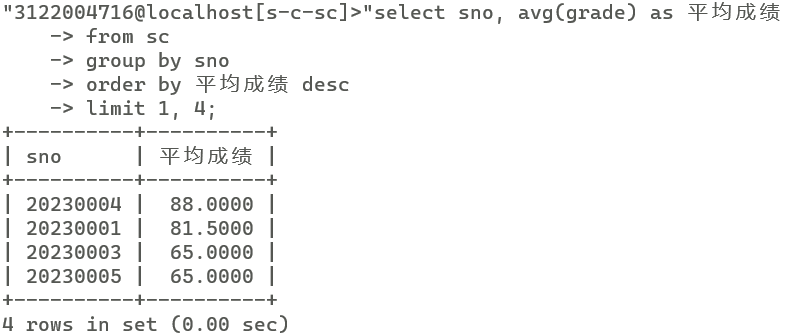 "3122004716@localhost[s-c-sc]>"select sno, avg(grade) as 平均成绩
    -> from sc
    -> group by sno
    -> order by 平均成绩 desc
    -> limit 1, 4;
+----------+----------+
| sno      | 平均成绩 |
+----------+----------+
| 20230004 |  88.0000 |
| 20230001 |  81.5000 |
| 20230003 |  65.0000 |
| 20230005 |  65.0000 |
+----------+----------+
4 rows in set (0.00 sec)